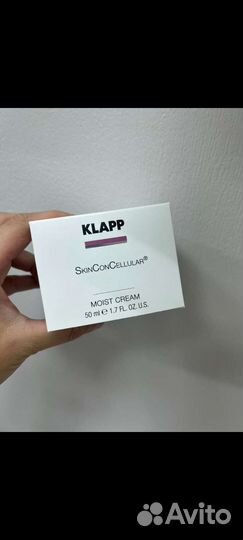 KLAPP
SKINCONCELLULAR®
MOIST CREAM
50 ml ℮ 1.7 FL. OZ. U.S.
Avito